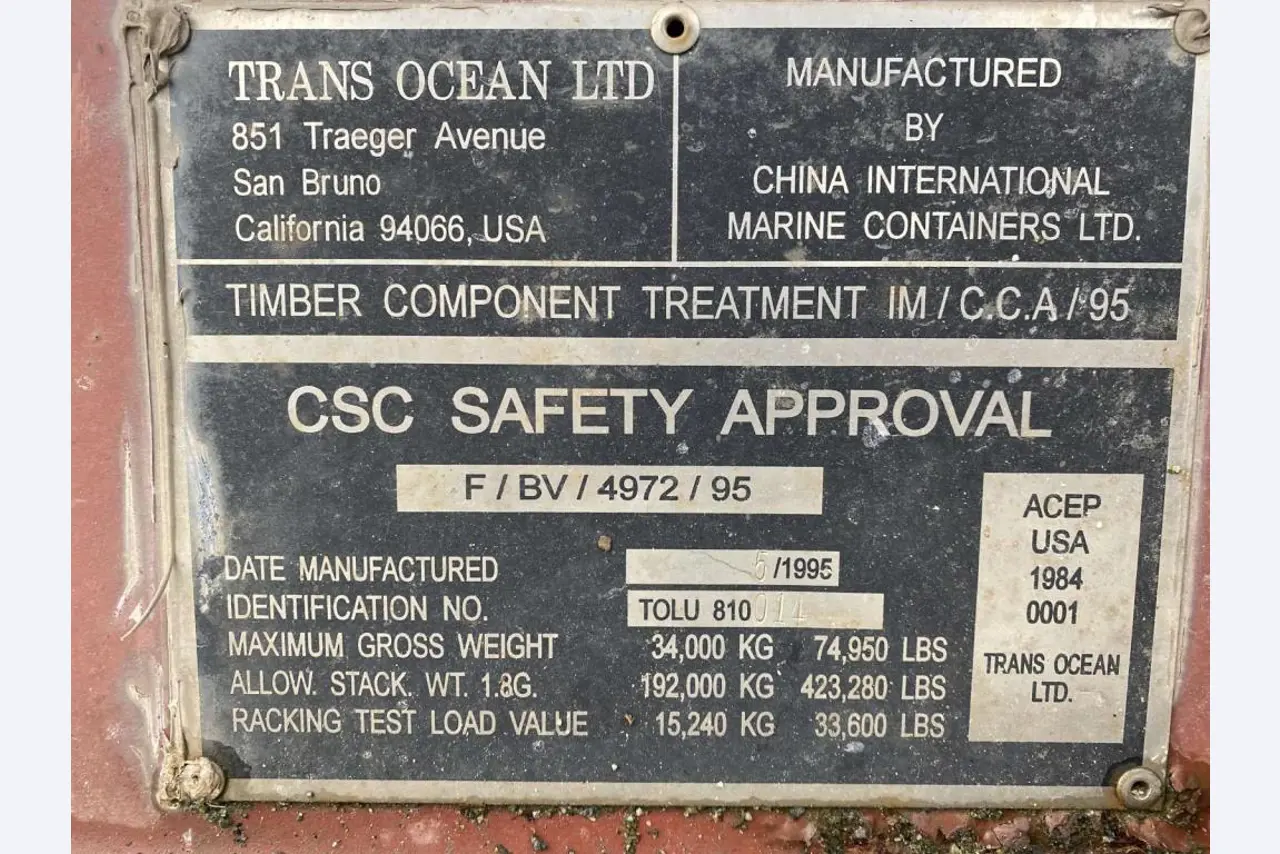 TRANS OCEAN LTD
851 Traeger Avenue
San Bruno
California 94066, USA
MANUFACTURED
BY
CHINA INTERNATIONAL
MARINE CONTAINERS LTD.
TIMBER COMPONENT TREATMENT IM / C.C.A / 95
CSC SAFETY APPROVAL
F / BV / 4972 / 95
DATE MANUFACTURED 5 /1995
IDENTIFICATION NO. TOLU 810 014
MAXIMUM GROSS WEIGHT 34,000 KG 74,950 LBS
ALLOW. STACK. WT. 1.8G. 192,000 KG 423,280 LBS
RACKING TEST LOAD VALUE 15,240 KG 33,600 LBS
ACEP
USA
1984
0001
TRANS OCEAN
LTD.